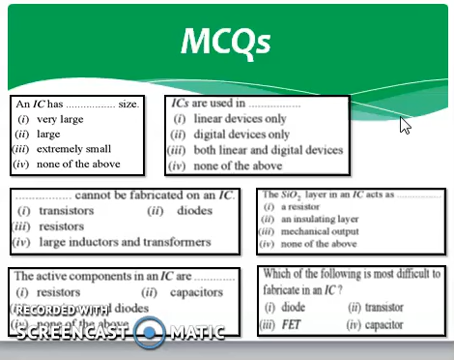 MCQs
An IC has ................. size.
(i) very large
(ii) large
(iii) extremely small
(iv) none of the above
ICs are used in ...............
(i) linear devices only
(ii) digital devices only
(iii) both linear and digital devices
(iv) none of the above
............... cannot be fabricated on an IC.
(i) transistors (ii) diodes
(iii) resistors
(iv) large inductors and transformers
The SiO2 layer in an IC acts as ............
(i) a resistor
(ii) an insulating layer
(iii) mechanical output
(iv) none of the above
The active components in an IC are .............
(i) resistors (ii) capacitors
diodes
none of the above
Which of the following is most difficult to
fabricate in an IC ?
(i) diode (ii) transistor
(iii) FET (iv) capacitor
RECORDED WITH
SCREENCAST MATIC